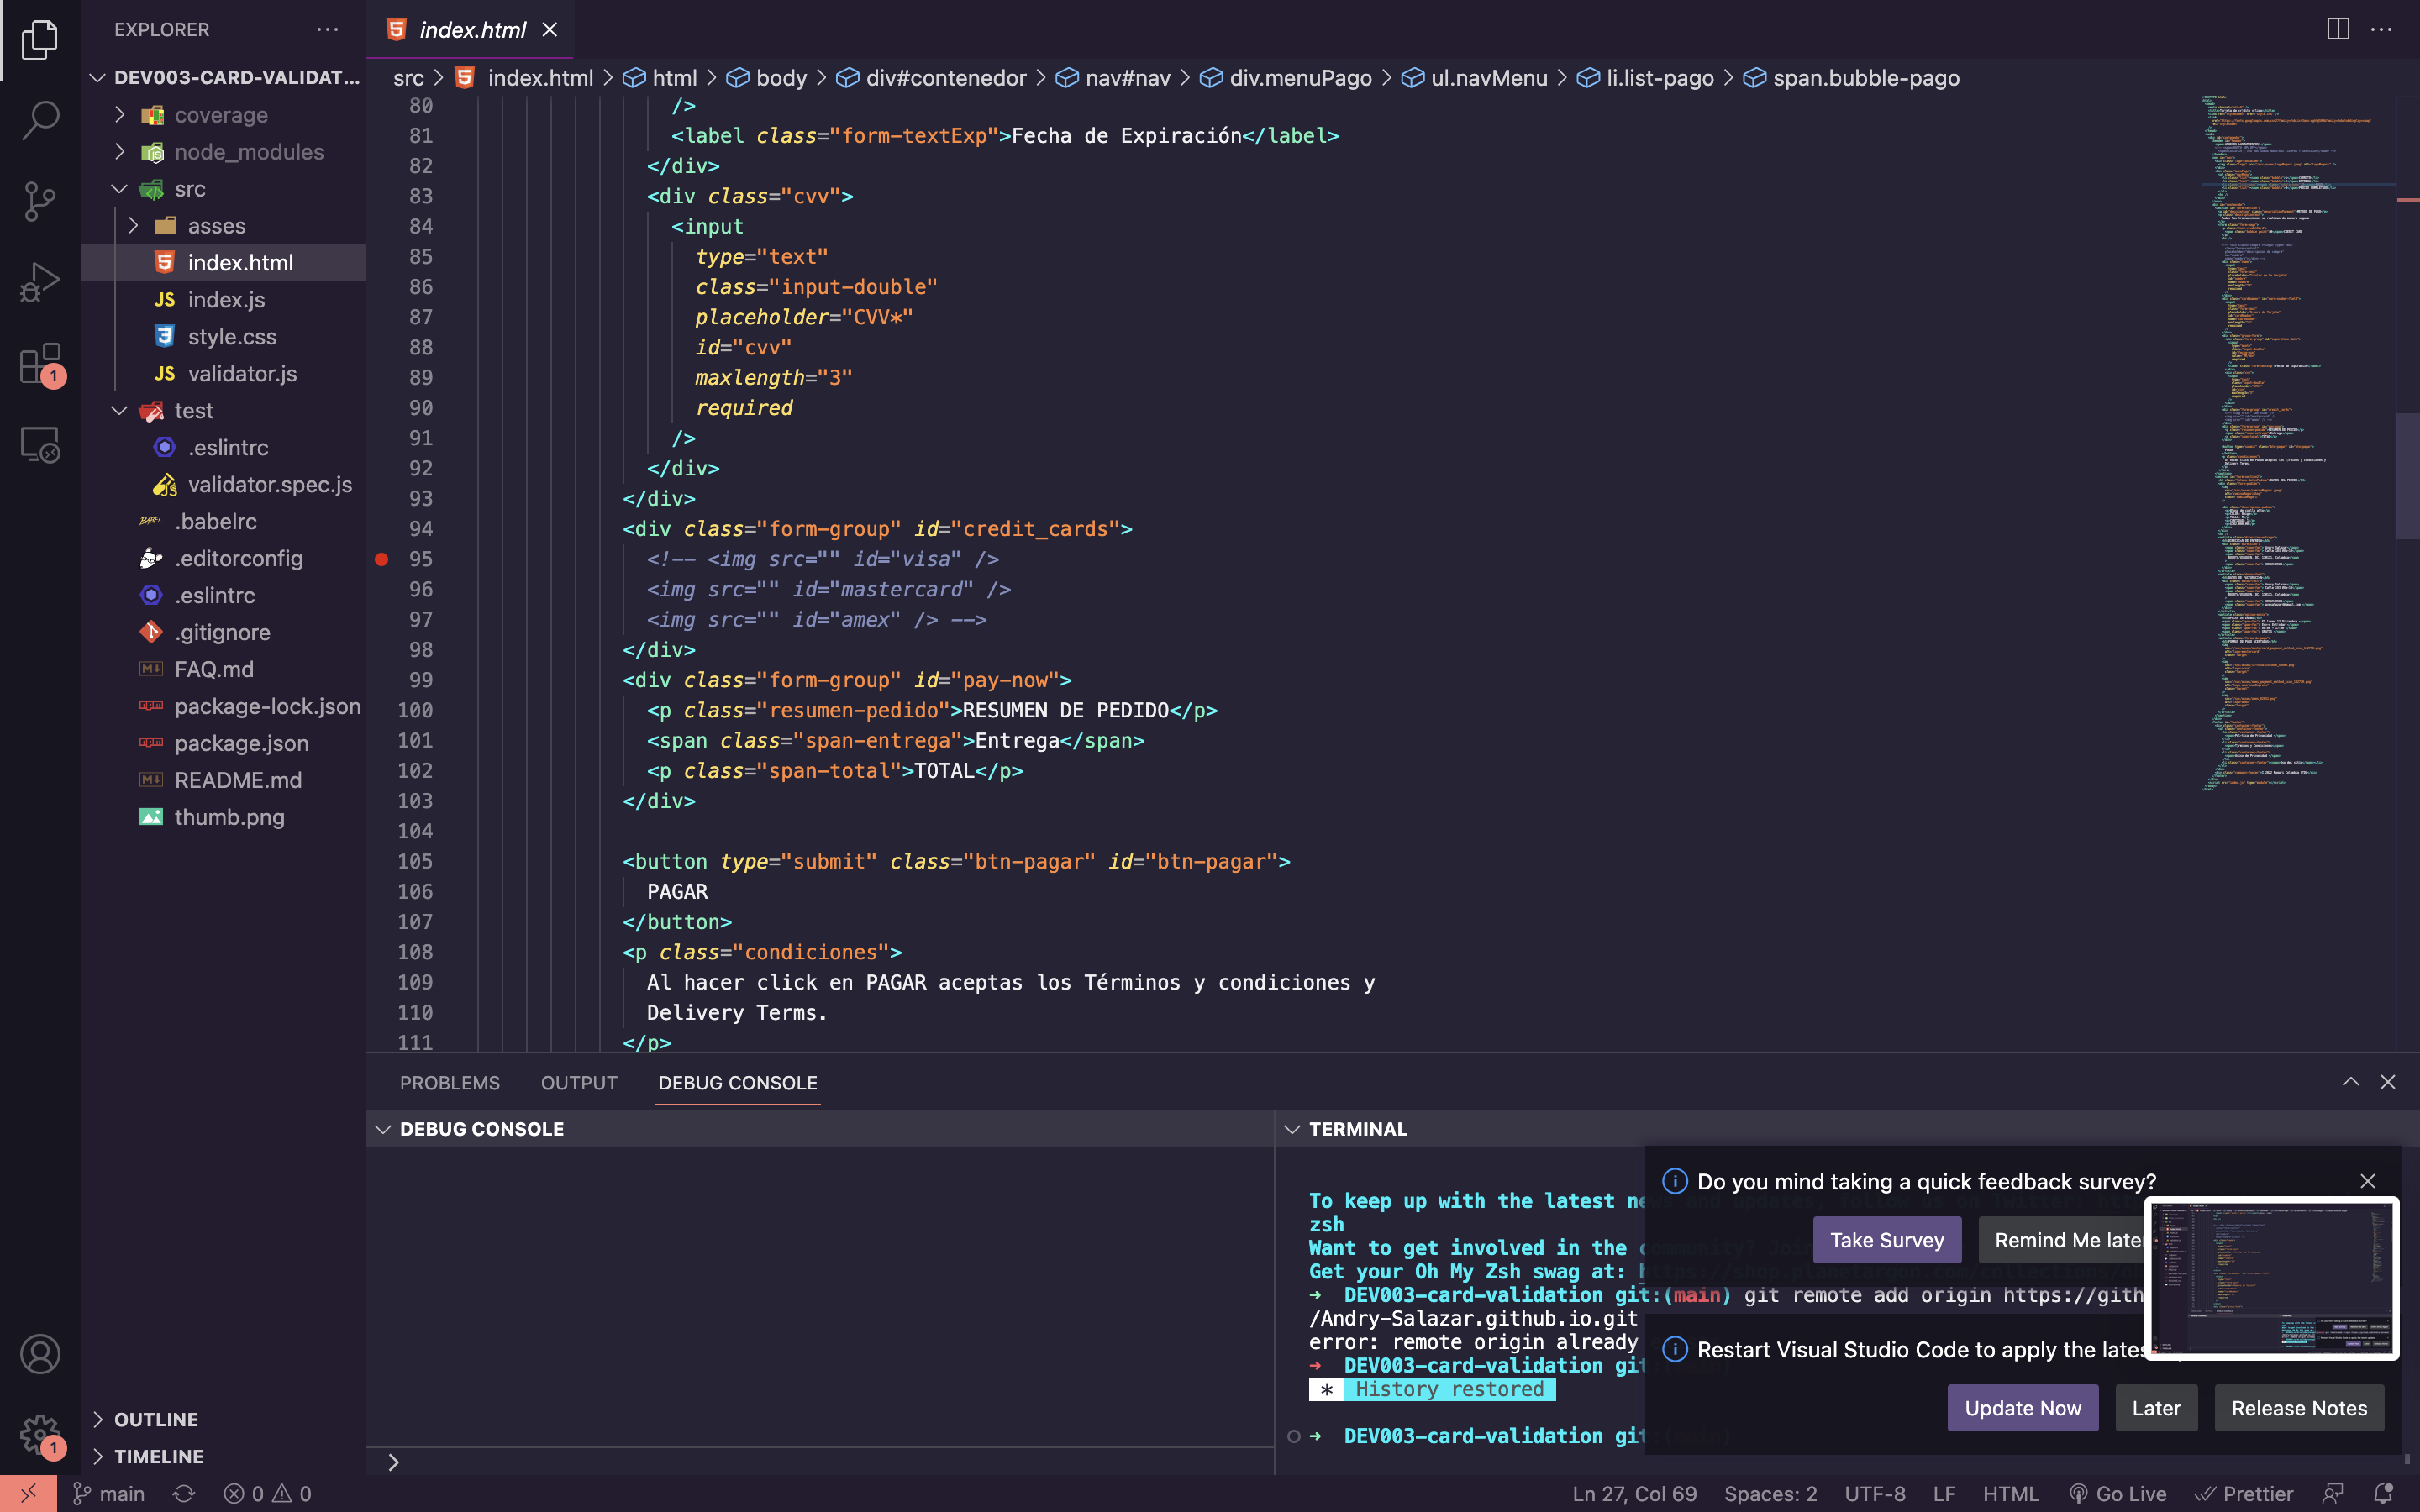 EXPLORER
index.html
DEV003-CARD-VALIDAT...
src > index.html > html > body > div#contenedor > nav#nav > div.menuPago > ul.navMenu > li.list-pago > span.bubble-pago
coverage
node_modules
src
asses
index.html
JS index.js
style.css
JS validator.js
test
.eslintrc
validator.spec.js
BABEL .babelrc
.editorconfig
.eslintrc
.gitignore
FAQ.md
package-lock.json
package.json
README.md
thumb.png
OUTLINE
TIMELINE
1
1
80 />
81 <label class="form-textExp">Fecha de Expiración</label>
82 </div>
83 <div class="cvv">
84 <input
85 type="text"
86 class="input-double"
87 placeholder="CVV*"
88 id="cvv"
89 maxlength="3"
90 required
91 />
92 </div>
93 </div>
94 <div class="form-group" id="credit_cards">
95 <!-- <img src="" id="visa" />
96 <img src="" id="mastercard" />
97 <img src="" id="amex" /> -->
98 </div>
99 <div class="form-group" id="pay-now">
100 <p class="resumen-pedido">RESUMEN DE PEDIDO</p>
101 <span class="span-entrega">Entrega</span>
102 <p class="span-total">TOTAL</p>
103 </div>
104
105 <button type="submit" class="btn-pagar" id="btn-pagar">
106 PAGAR
107 </button>
108 <p class="condiciones">
109 Al hacer click en PAGAR aceptas los Términos y condiciones y
110 Delivery Terms.
111 </p>
PROBLEMS OUTPUT DEBUG CONSOLE
DEBUG CONSOLE
TERMINAL
To keep up with the latest
zsh
Want to get involved in the
Get your Oh My Zsh swag at:
→ DEV003-card-validation git:(main) git remote add origin https://gith
/Andry-Salazar.github.io.git
error: remote origin already
→ DEV003-card-validation git
* History restored
→ DEV003-card-validation git
Do you mind taking a quick feedback survey?
Take Survey Remind Me later
Restart Visual Studio Code to apply the
Update Now Later Release Notes
main 0 0 Ln 27, Col 69 Spaces: 2 UTF-8 LF HTML Go Live Prettier